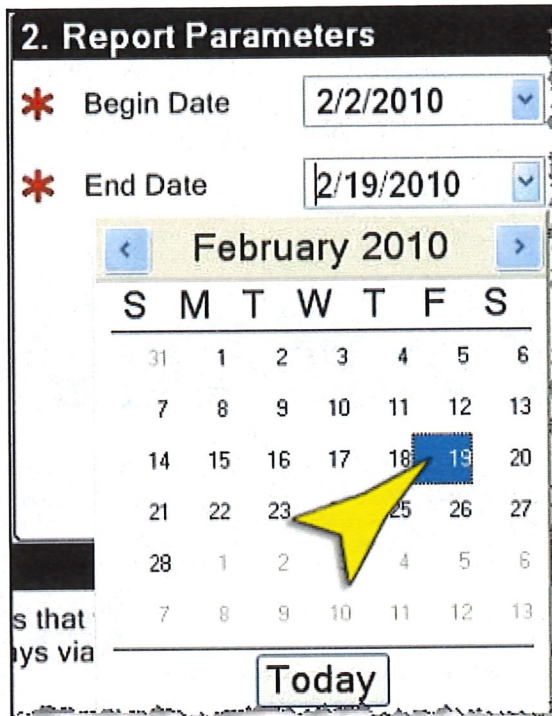 2. Report Parameters
* Begin Date 2/2/2010
* End Date 2/19/2010
< February 2010 >
S M T W T F S
31 1 2 3 4 5 6
7 8 9 10 11 12 13
14 15 16 17 18 19 20
21 22 23 25 26 27
28 1 2 4 5 6
7 8 9 10 11 12 13
s that
ys via
Today